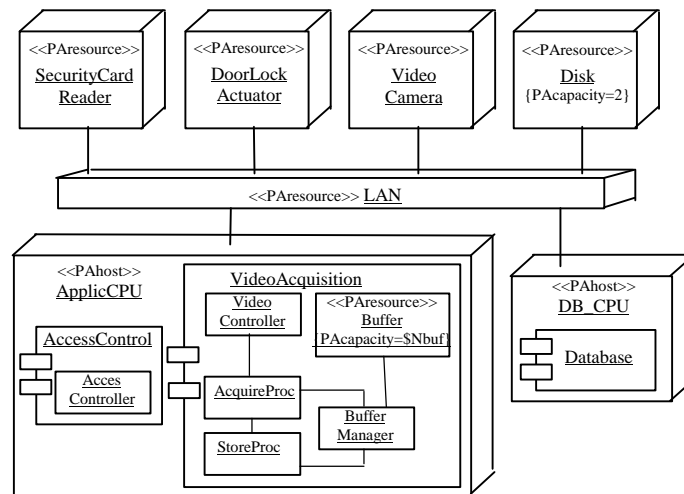 <<PAresource>>
SecurityCard
Reader
<<PAresource>>
DoorLock
Actuator
<<PAresource>>
Video
Camera
<<PAresource>>
Disk
{PAcapacity=2}
<<PAresource>> LAN
<<PAhost>>
ApplicCPU
AccessControl
Acces
Controller
VideoAcquisition
Video
Controller
<<PAresource>>
Buffer
{PAcapacity=$Nbuf}
AcquireProc
StoreProc
Buffer
Manager
<<PAhost>>
DB_CPU
Database